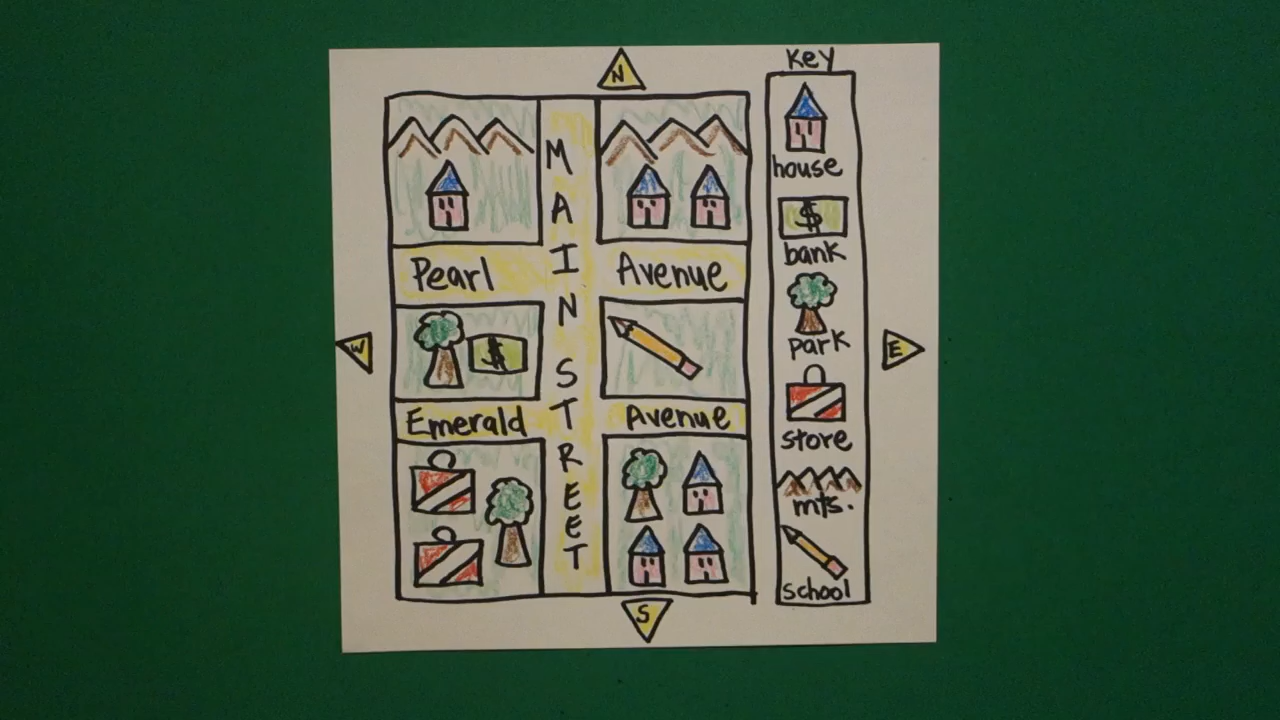 N
Key
MAIN STREET
house
$
bank
Pearl Avenue
park
W
E
$
Emerald Avenue
store
mts.
school
S